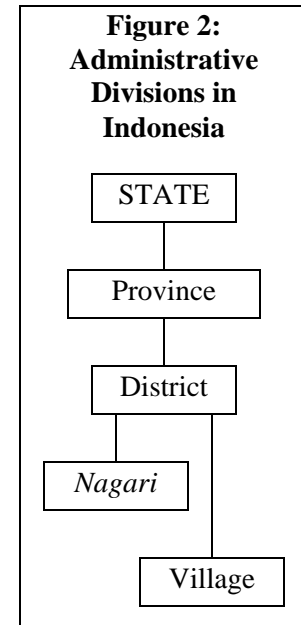 Figure 2:
Administrative
Divisions in
Indonesia
STATE
Province
District
Nagari
Village